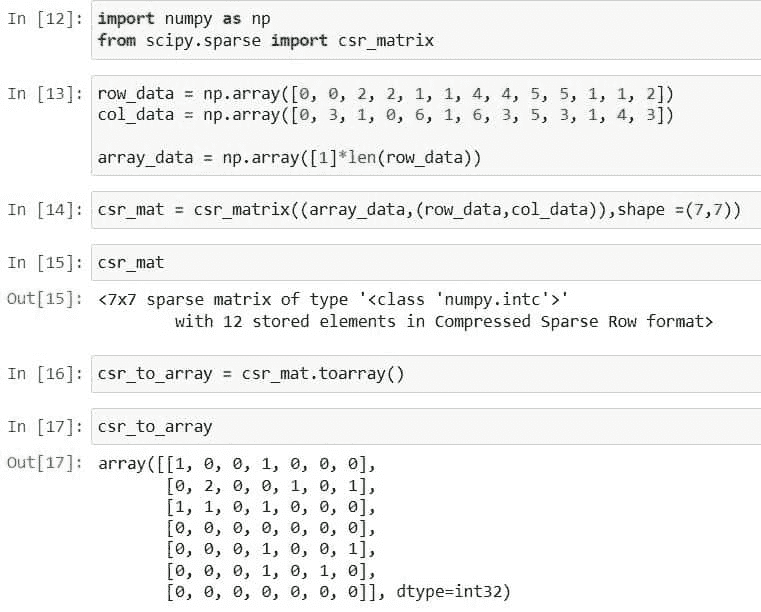 In [12]: import numpy as np
from scipy.sparse import csr_matrix
In [13]: row_data = np.array([0, 0, 2, 2, 1, 1, 4, 4, 5, 5, 1, 1, 2])
col_data = np.array([0, 3, 1, 0, 6, 1, 6, 3, 5, 3, 1, 4, 3])
array_data = np.array([1]*len(row_data))
In [14]: csr_mat = csr_matrix((array_data,(row_data,col_data)),shape =(7,7))
In [15]: csr_mat
Out[15]: <7x7 sparse matrix of type '<class 'numpy.intc'>'
with 12 stored elements in Compressed Sparse Row format>
In [16]: csr_to_array = csr_mat.toarray()
In [17]: csr_to_array
Out[17]: array([[1, 0, 0, 1, 0, 0, 0],
[0, 2, 0, 0, 1, 0, 1],
[1, 1, 0, 1, 0, 0, 0],
[0, 0, 0, 0, 0, 0, 0],
[0, 0, 0, 1, 0, 0, 1],
[0, 0, 0, 1, 0, 1, 0],
[0, 0, 0, 0, 0, 0, 0]], dtype=int32)